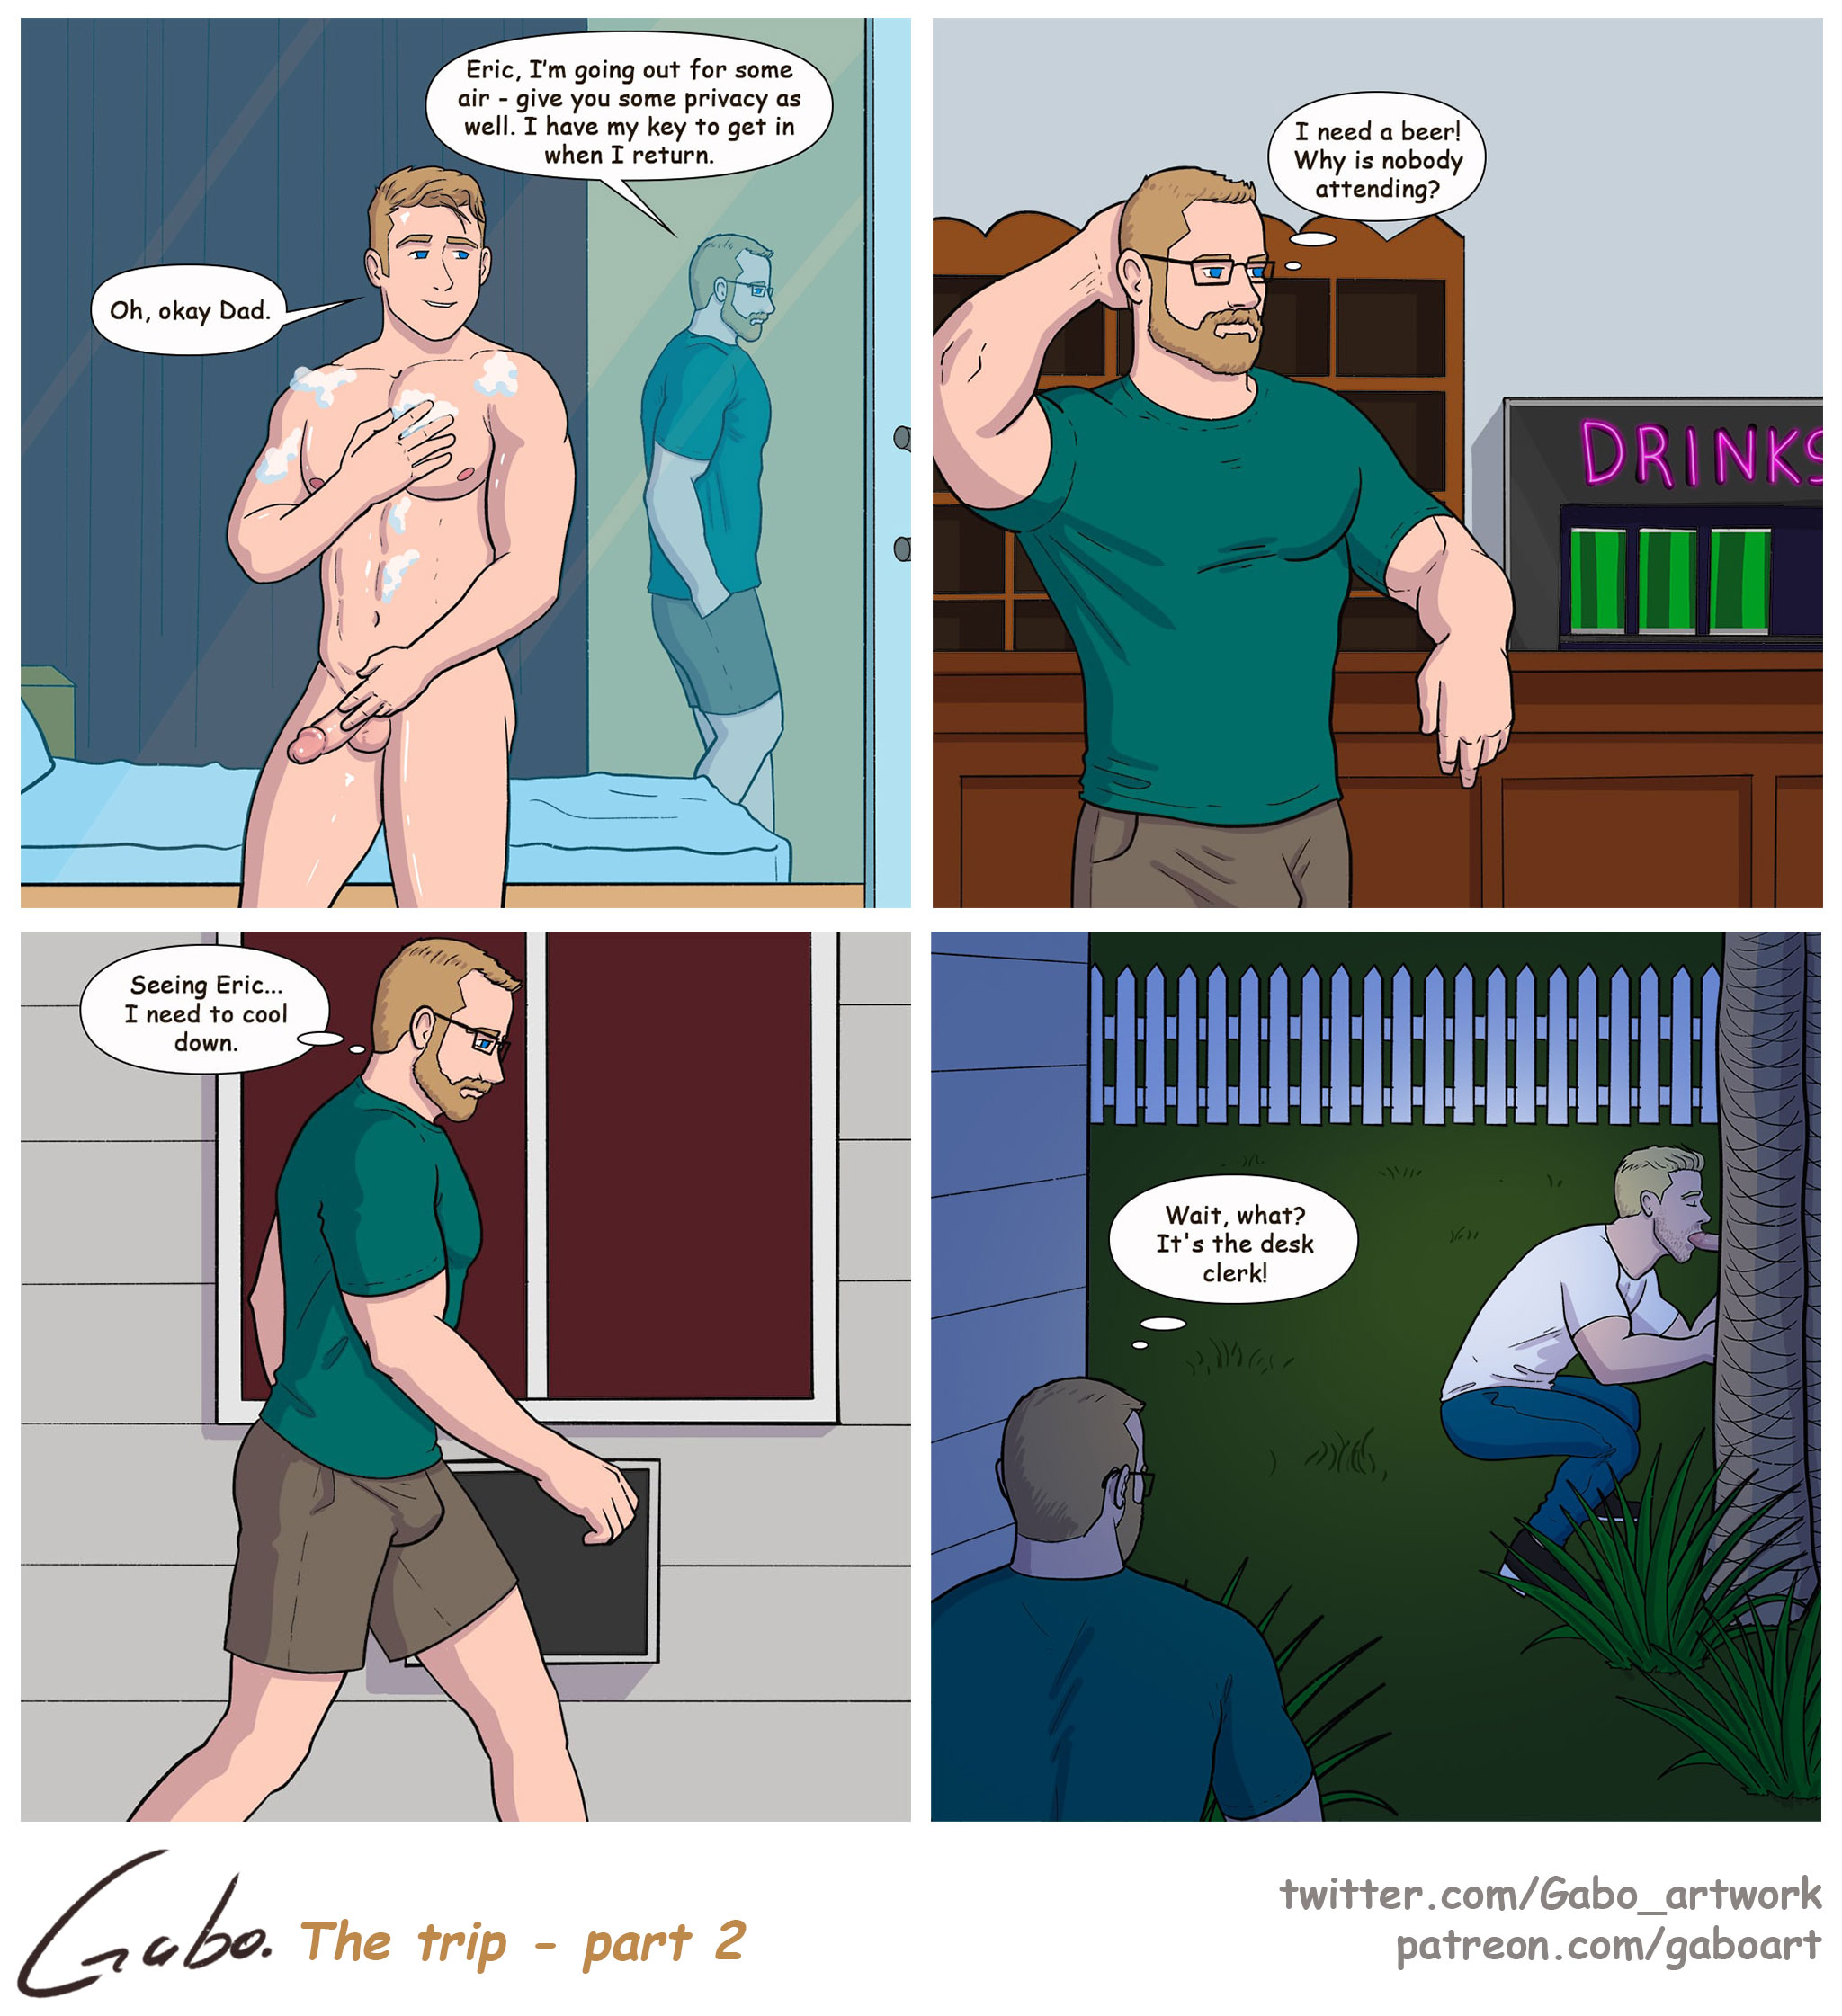 Eric, I'm going out for some
air - give you some privacy as
well. I have my key to get in
when I return.
Oh, okay Dad.
I need a beer!
Why is nobody
attending?
DRINKS
Seeing Eric...
I need to cool
down.
Wait, what?
It's the desk
clerk!
Gabo.
The trip - part 2
twitter.com/Gabo_artwork
patreon.com/gaboart